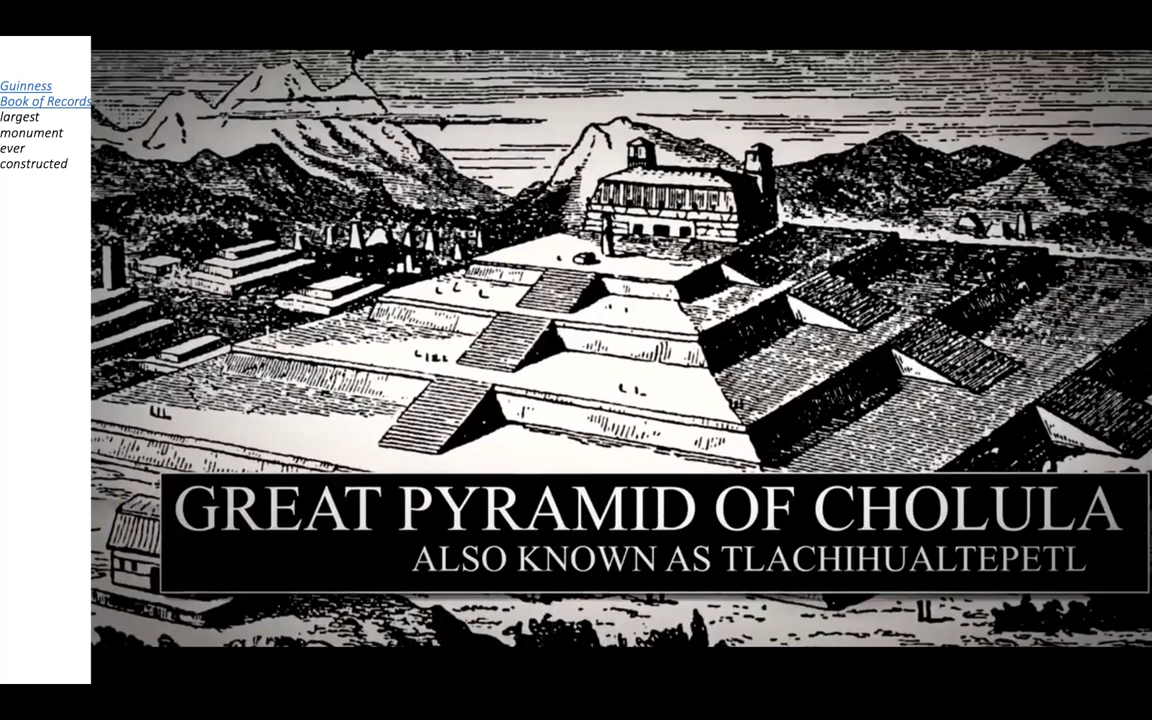 Guinness
Book of Records
largest
monument
ever
constructed
GREAT PYRAMID OF CHOLULA
ALSO KNOWN AS TLACHIHUALTEPETL